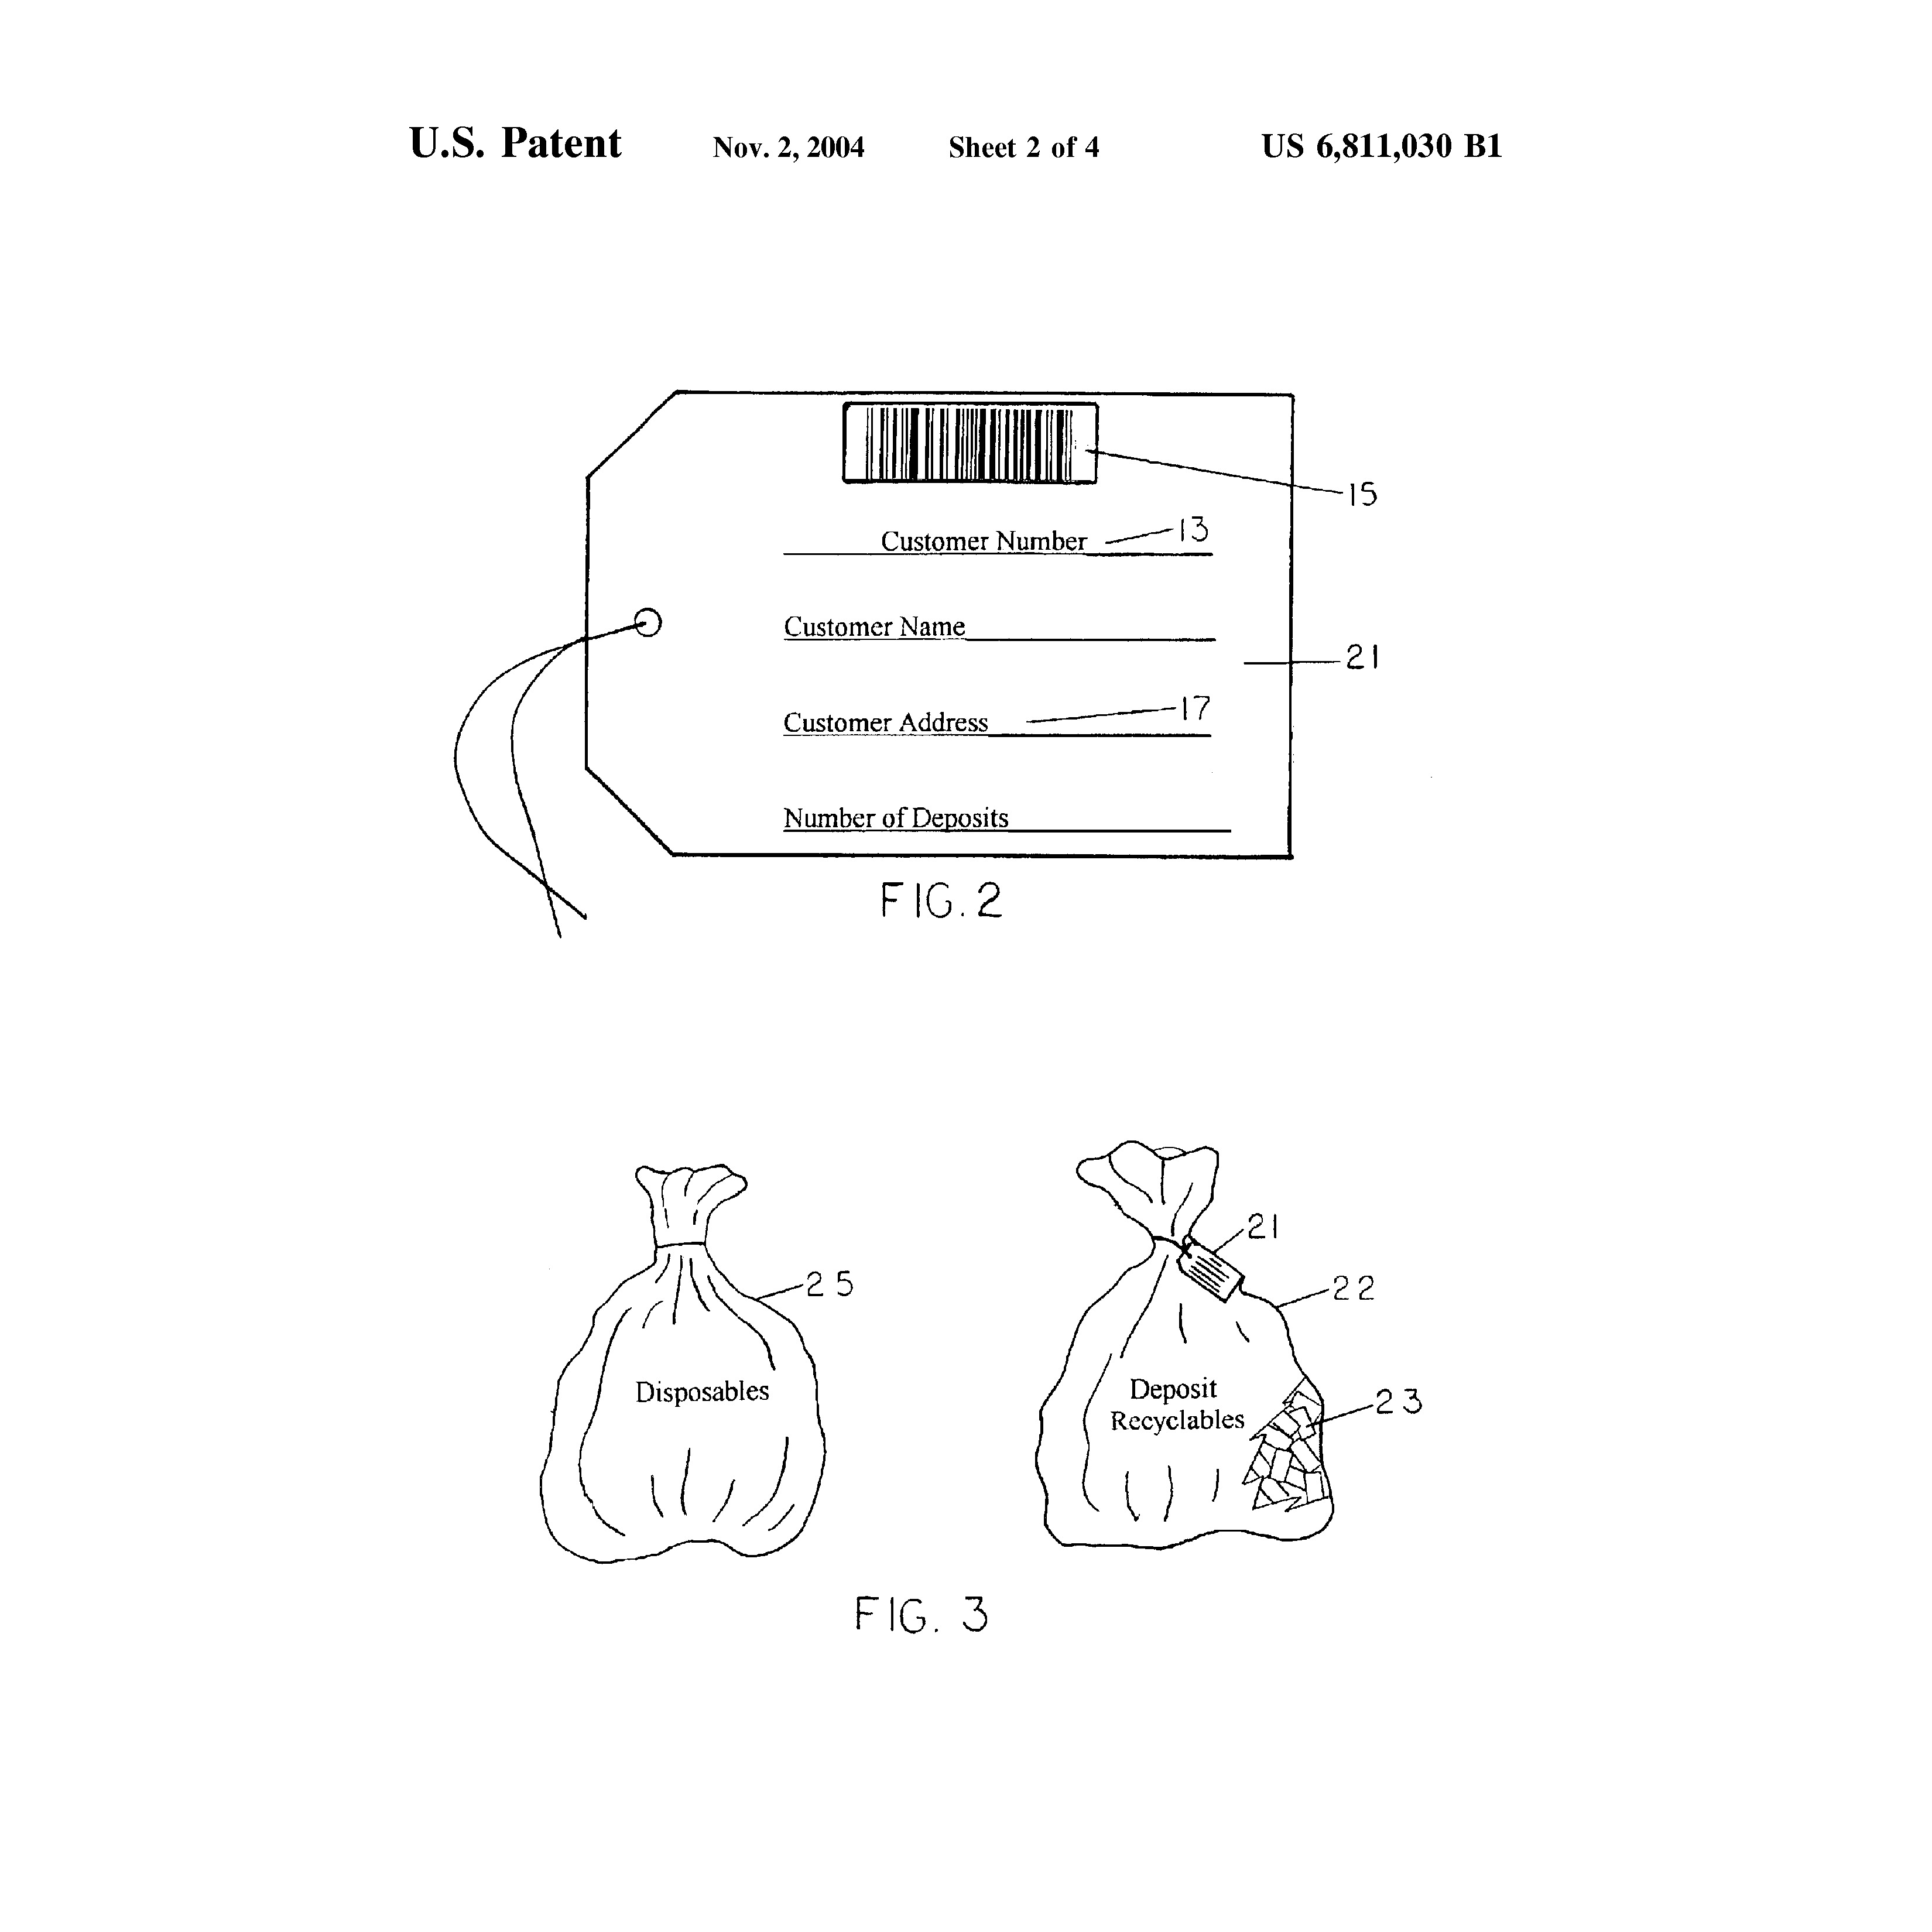 U.S. Patent Nov. 2, 2004 Sheet 2 of 4 US 6,811,030 B1
15
Customer Number 13
Customer Name
21
Customer Address 17
Number of Deposits
FIG. 2
21
25
22
Disposables
Deposit
Recyclables
23
FIG. 3